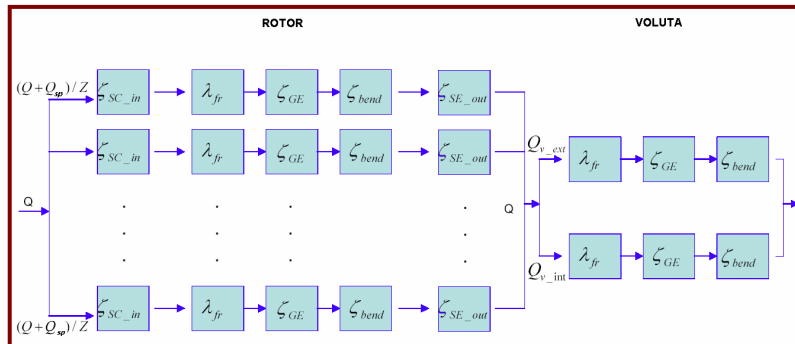 ROTOR VOLUTA
(Q+Q_sp)/Z ζ_SC_in λ_fr ζ_GE ζ_bend ζ_SE_out
ζ_SC_in λ_fr ζ_GE ζ_bend ζ_SE_out Q_v_ext
λ_fr ζ_GE ζ_bend
Q . . . . Q
. . . .
. . . .
λ_fr ζ_GE ζ_bend
Q_v_int
ζ_SC_in λ_fr ζ_GE ζ_bend ζ_SE_out
(Q+Q_sp)/Z